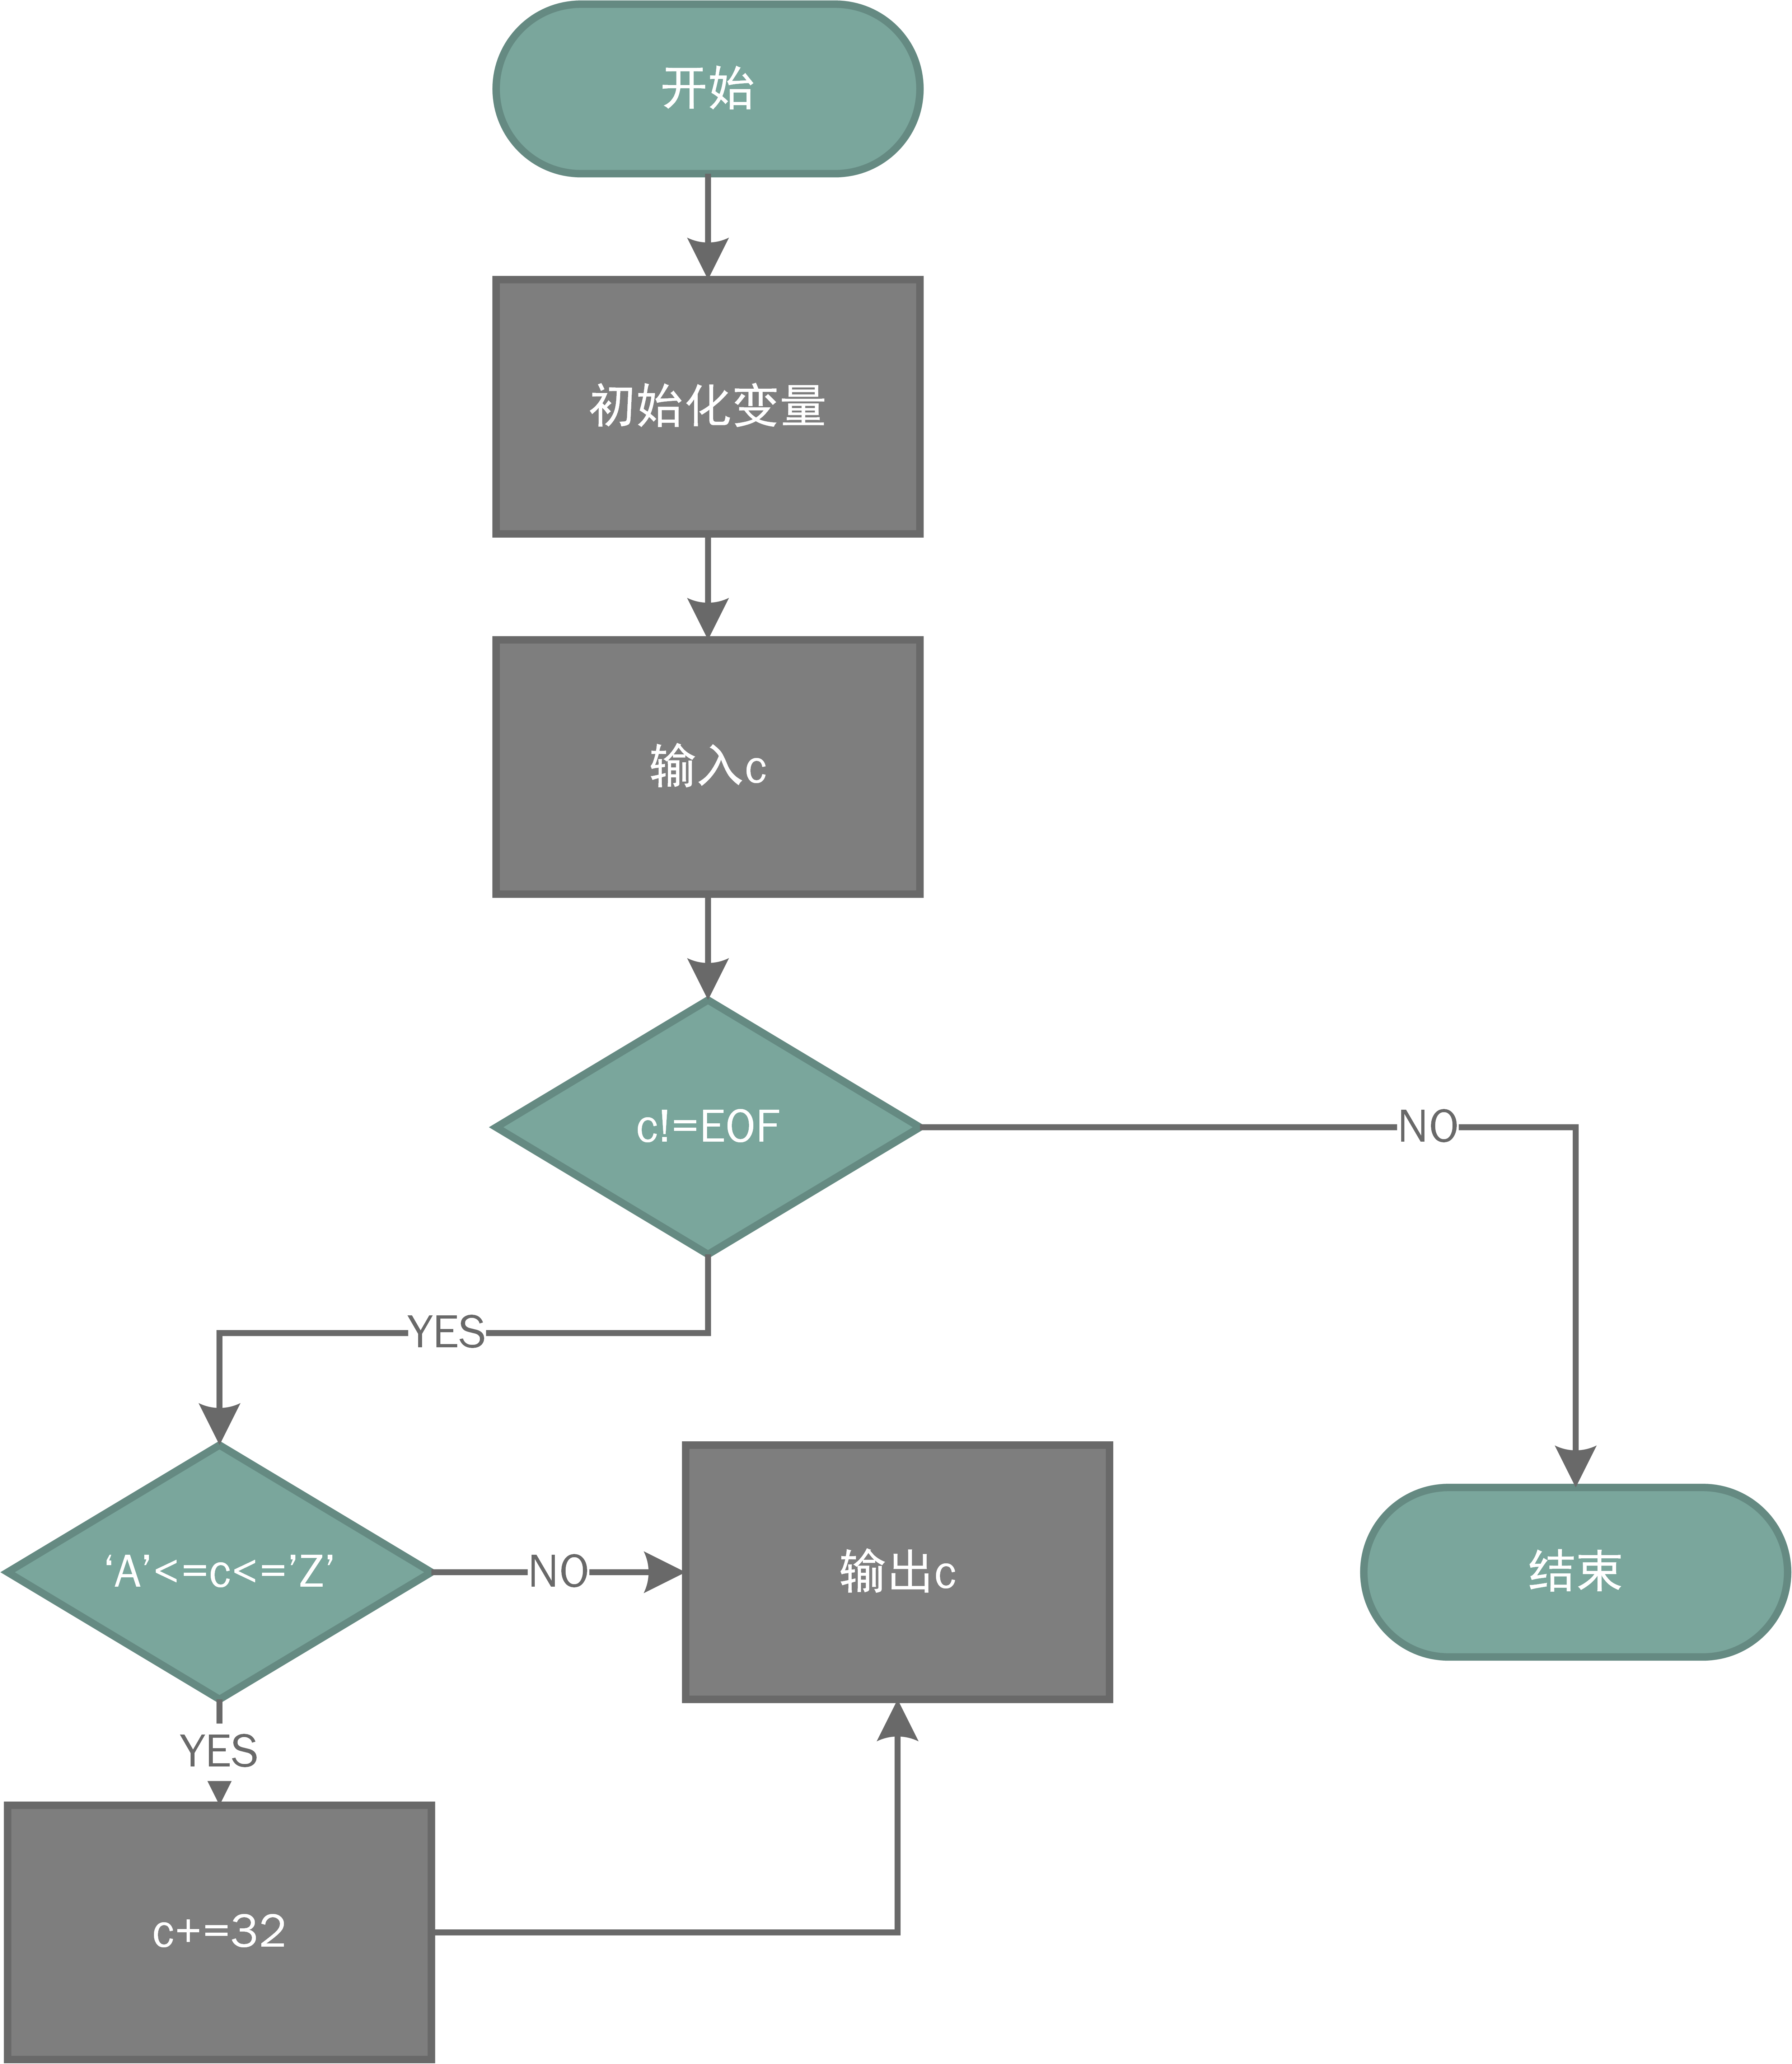 开始
初始化变量
输入c
c!=EOF
NO
YES
‘A’<=c<=’Z’
NO
输出c
结束
YES
c+=32